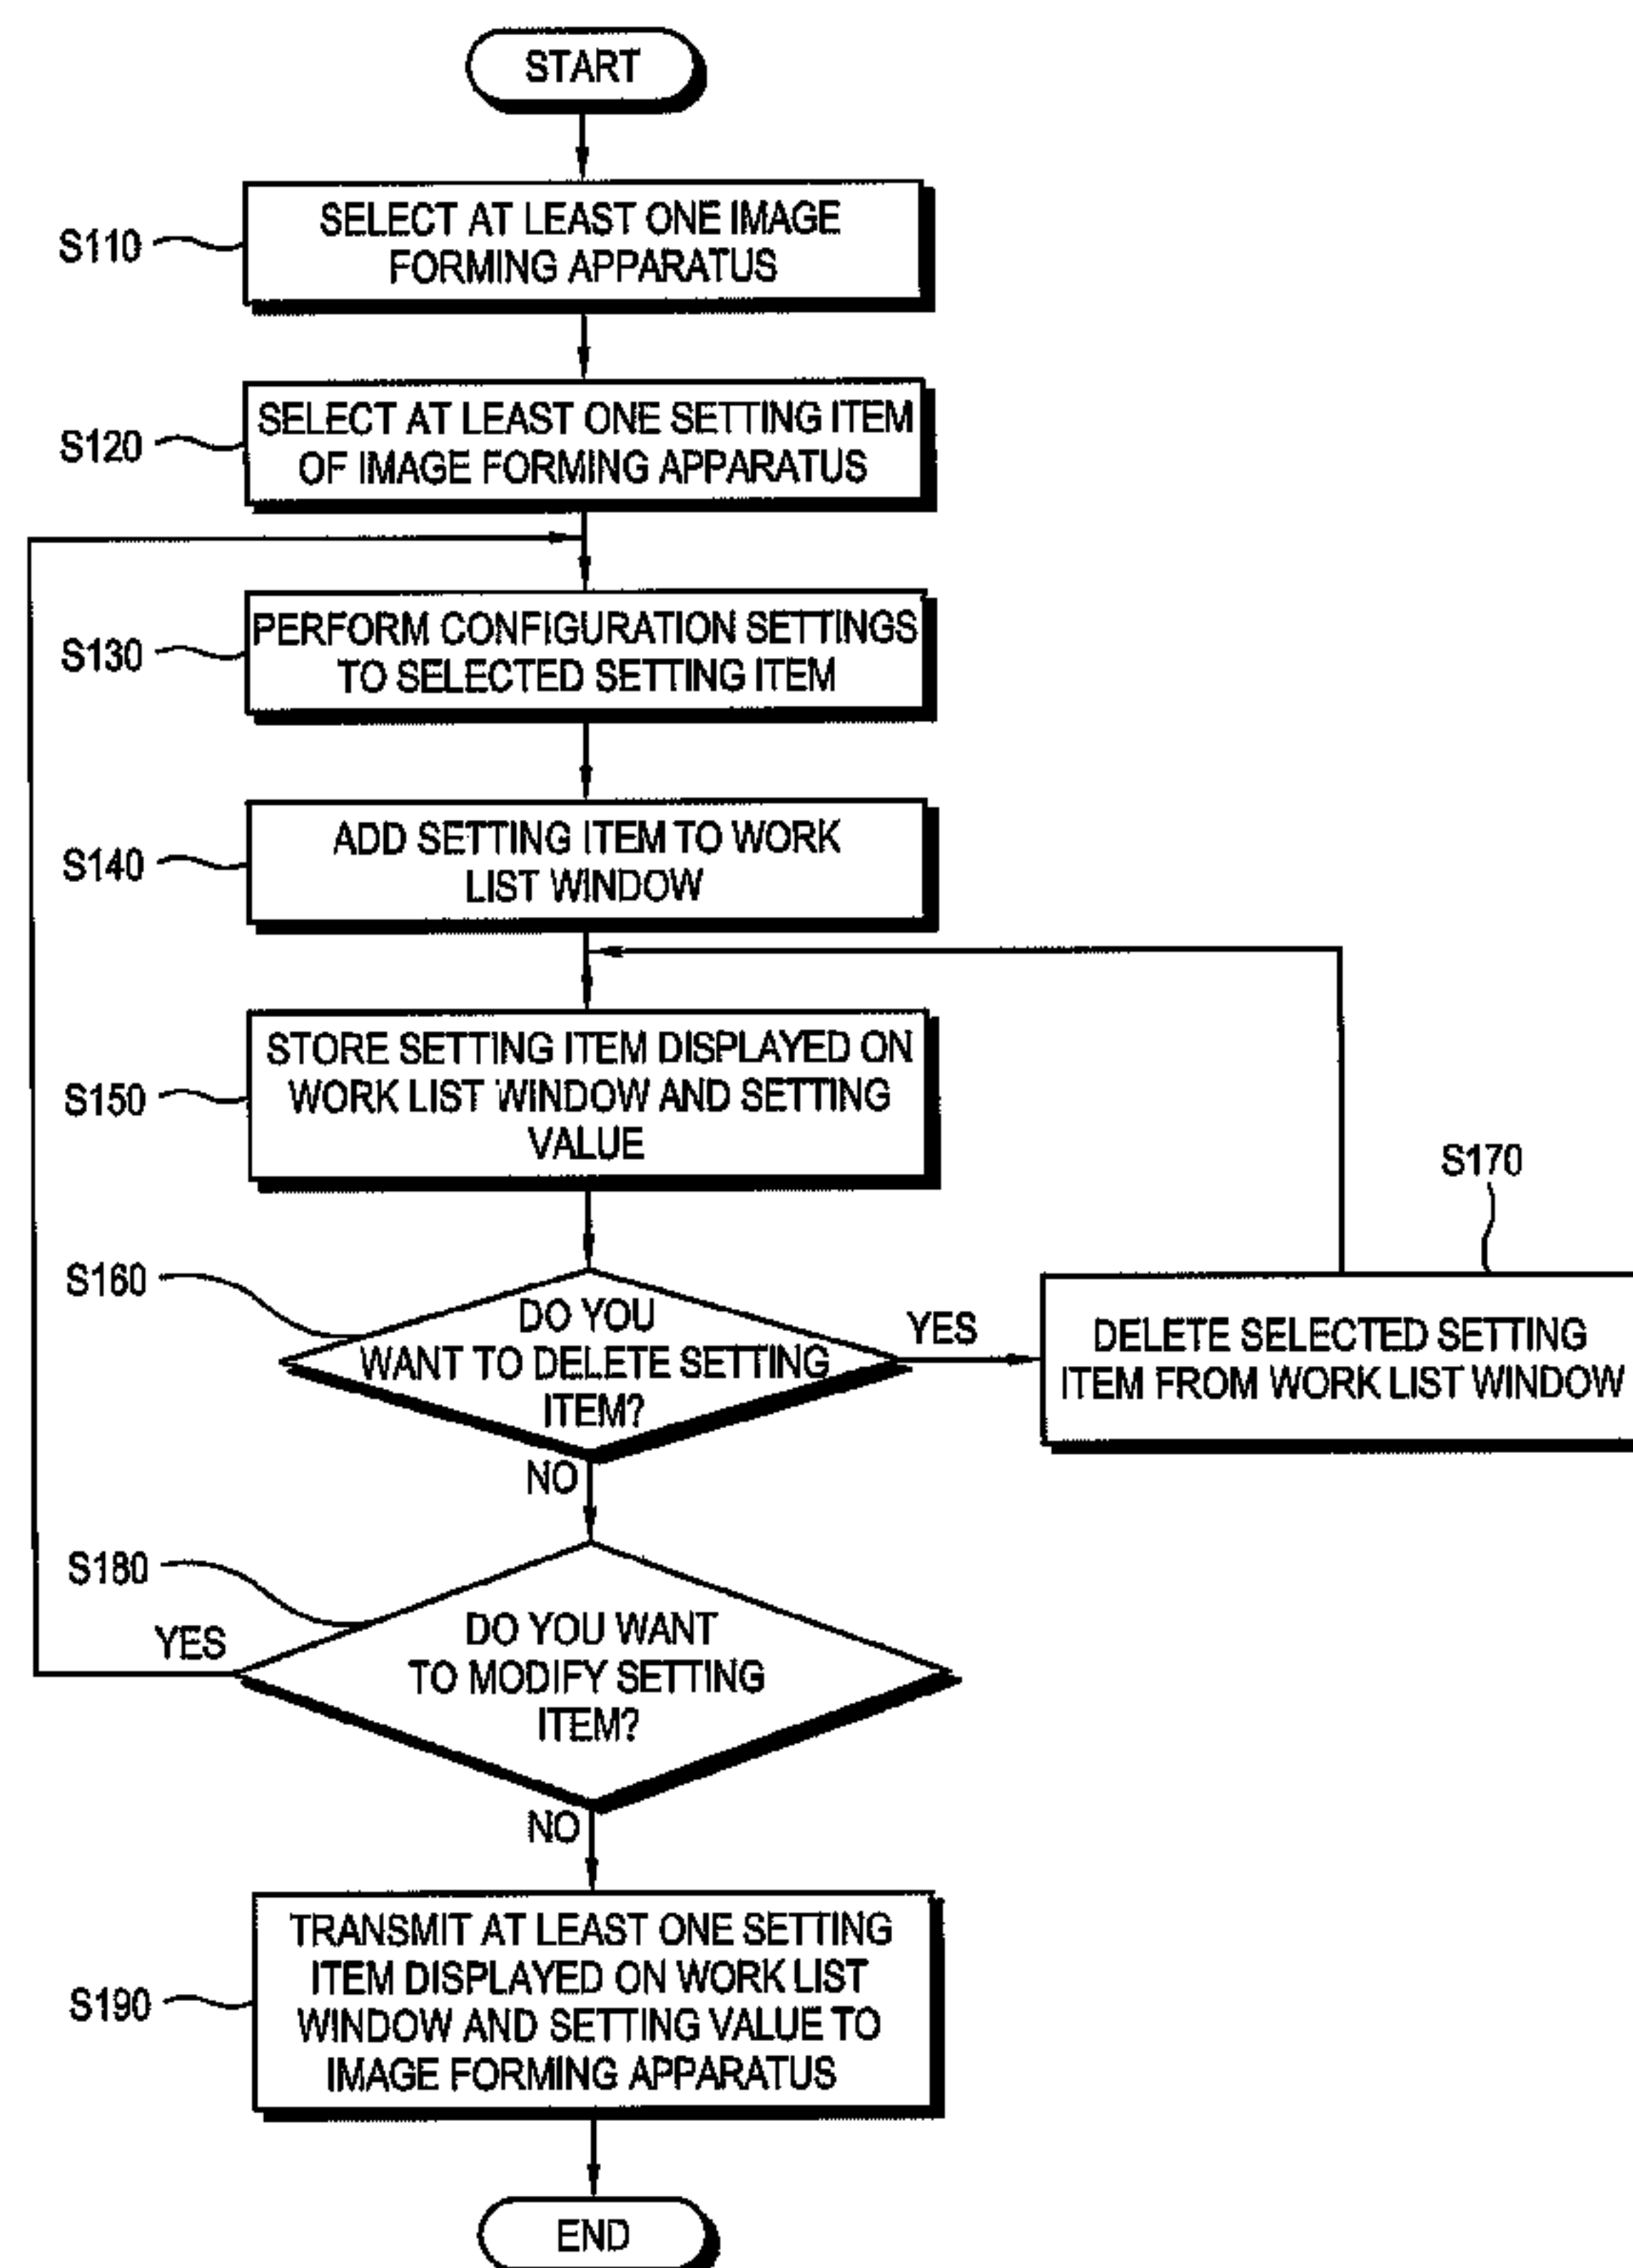 START
S110
SELECT AT LEAST ONE IMAGE
FORMING APPARATUS
S120
SELECT AT LEAST ONE SETTING ITEM
OF IMAGE FORMING APPARATUS
S130
PERFORM CONFIGURATION SETTINGS
TO SELECTED SETTING ITEM
S140
ADD SETTING ITEM TO WORK
LIST WINDOW
S150
STORE SETTING ITEM DISPLAYED ON
WORK LIST WINDOW AND SETTING
VALUE
S160
DO YOU
WANT TO DELETE SETTING
ITEM?
YES
S170
DELETE SELECTED SETTING
ITEM FROM WORK LIST WINDOW
NO
S180
YES
DO YOU WANT
TO MODIFY SETTING
ITEM?
NO
S190
TRANSMIT AT LEAST ONE SETTING
ITEM DISPLAYED ON WORK LIST
WINDOW AND SETTING VALUE TO
IMAGE FORMING APPARATUS
END